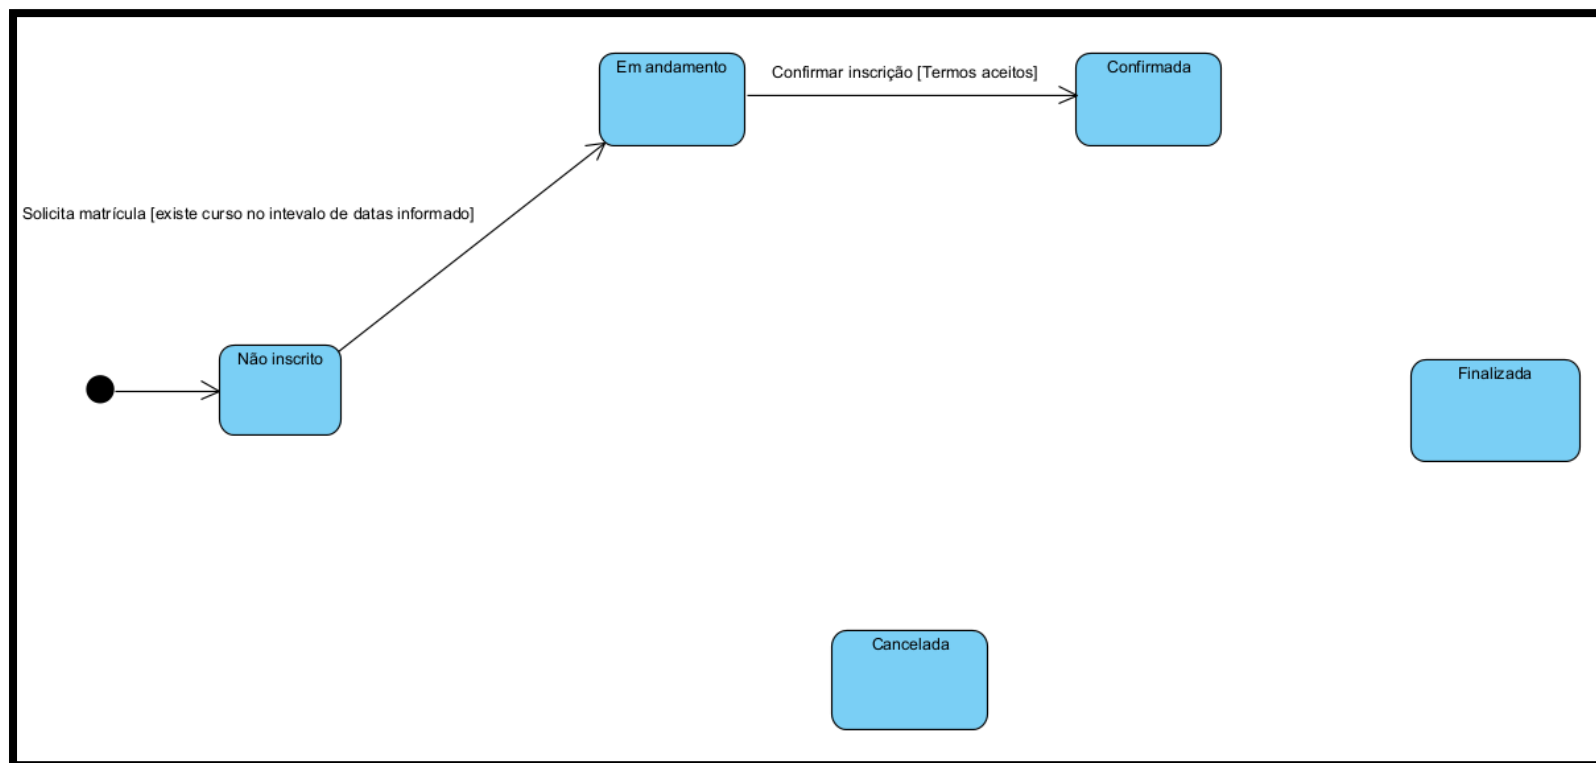 Em andamento
Confirmar inscrição [Termos aceitos]
Confirmada
Solicita matrícula [existe curso no intevalo de datas informado]
Não inscrito
Finalizada
Cancelada